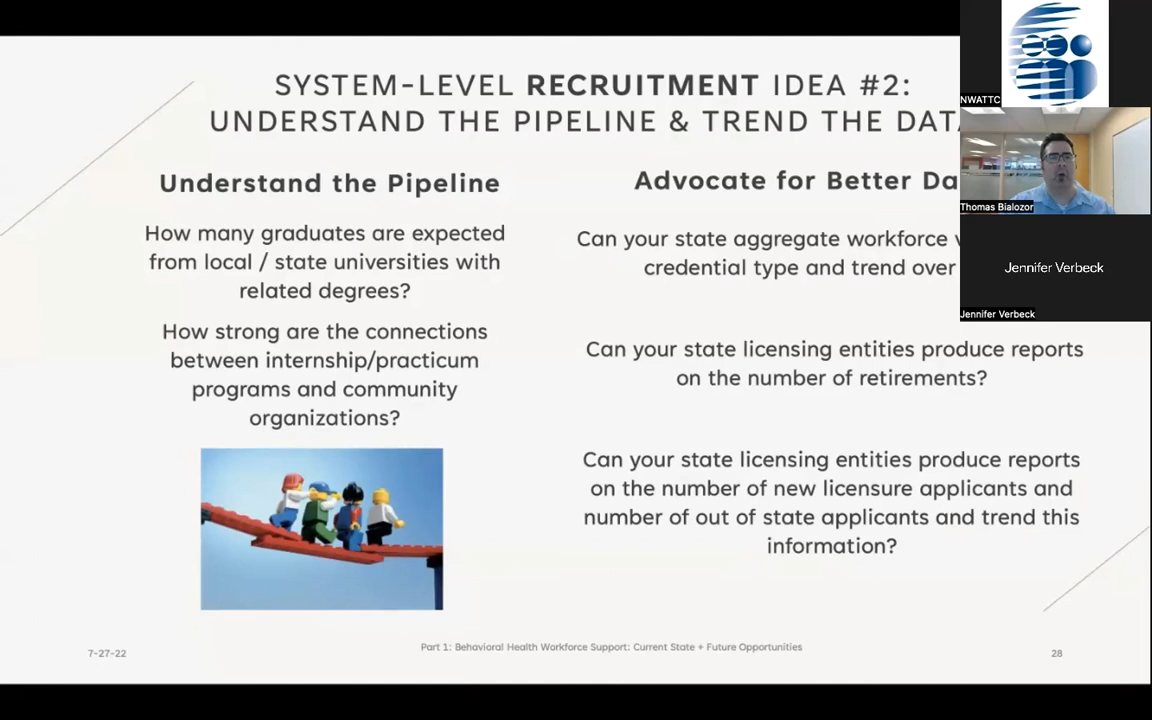 SYSTEM-LEVEL RECRUITMENT IDEA #2:
UNDERSTAND THE PIPELINE & TREND THE DAT
Understand the Pipeline
How many graduates are expected
from local / state universities with
related degrees?
How strong are the connections
between internship/practicum
programs and community
organizations?
Advocate for Better Da
Can your state aggregate workforce
credential type and trend over
Can your state licensing entities produce reports
on the number of retirements?
Can your state licensing entities produce reports
on the number of new licensure applicants and
number of out of state applicants and trend this
information?
7-27-22
Part 1: Behavioral Health Workforce Support: Current State + Future Opportunities
28
NWATTC
Thomas Bialozor
Jennifer Verbeck
Jennifer Verbeck